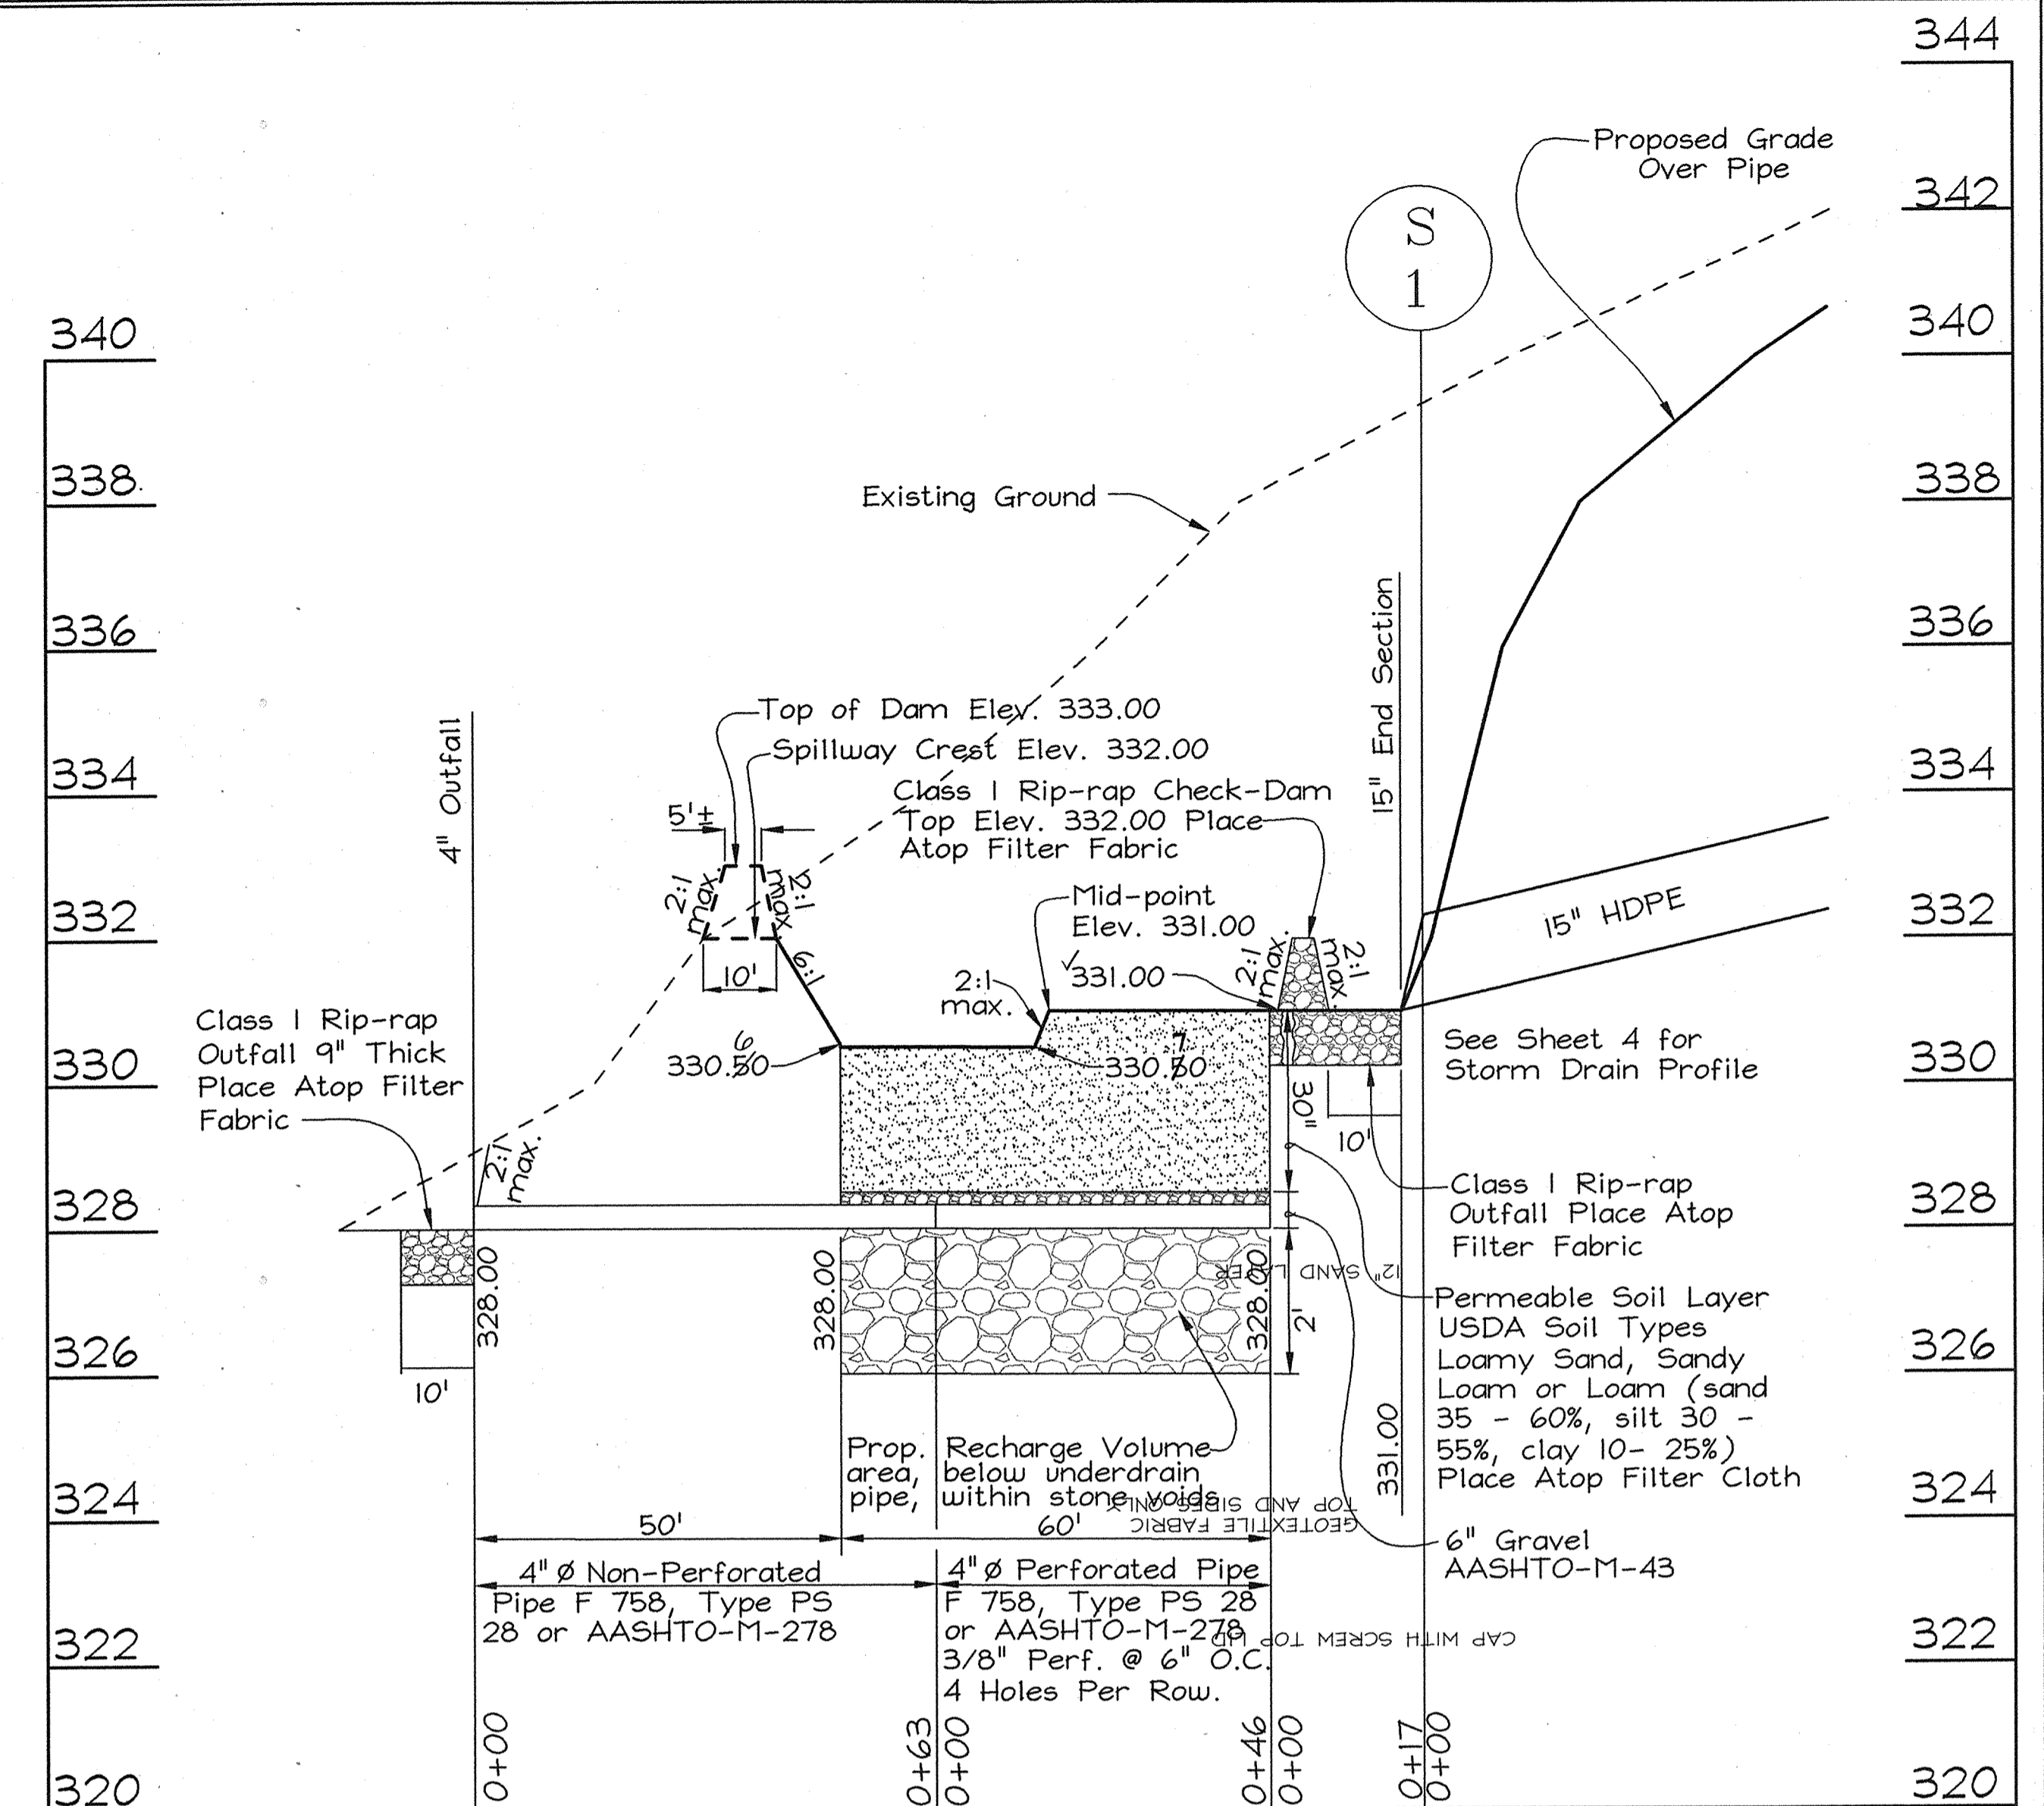 344
342
340
338
336
334
332
330
328
326
324
322
320
340
338
336
334
332
330
328
326
324
322
320
Proposed Grade
Over Pipe
S
1
Existing Ground
15" End Section
4" Outfall
Top of Dam Elev. 333.00
Spillway Crest Elev. 332.00
Class I Rip-rap Check-Dam
Top Elev. 332.00 Place
Atop Filter Fabric
5'±
2:1
max.
2:1
max.
10'
6:1
Mid-point
Elev. 331.00
331.00
2:1
max.
2:1
max.
2:1
max.
15" HDPE
6
330.50
7
330.50
Class I Rip-rap
Outfall 9" Thick
Place Atop Filter
Fabric
2:1
max.
See Sheet 4 for
Storm Drain Profile
30"
10'
Class I Rip-rap
Outfall Place Atop
Filter Fabric
328.00
328.00
328.00
2'
12" SAND LAYER
10'
Permeable Soil Layer
USDA Soil Types
Loamy Sand, Sandy
Loam or Loam (sand
35 - 60%, silt 30 -
55%, clay 10- 25%)
Place Atop Filter Cloth
331.00
Prop. Recharge Volume
area, below underdrain
pipe, within stone voids
GEOTEXTILE FABRIC
TOP AND SIDES ONLY
50'
60'
6" Gravel
AASHTO-M-43
4" Ø Non-Perforated
Pipe F 758, Type PS
28 or AASHTO-M-278
4" Ø Perforated Pipe
F 758, Type PS 28
or AASHTO-M-278
3/8" Perf. @ 6" O.C.
4 Holes Per Row.
CAP WITH SCREW TOP LID
0+00
0+63
0+00
0+46
0+00
0+17
0+00